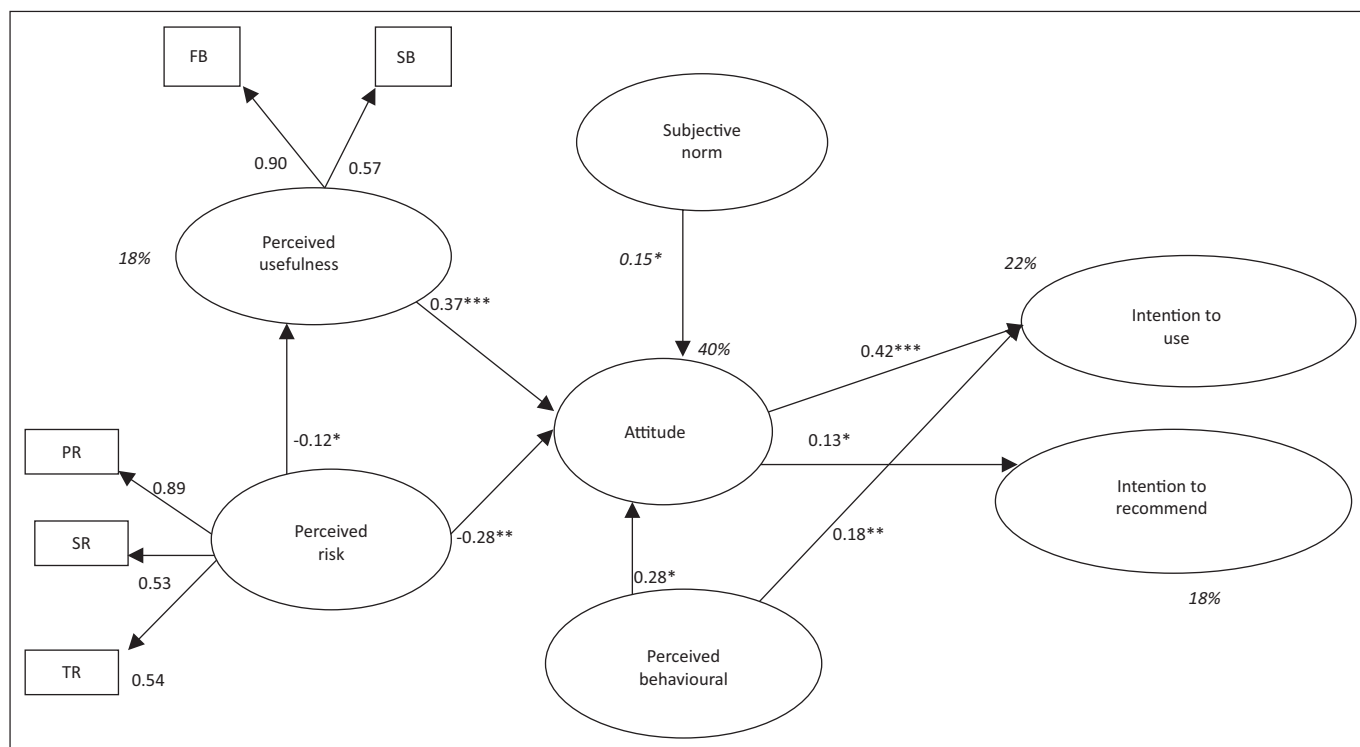 FB
SB
0.90
0.57
Subjective
norm
18%
Perceived
usefulness
0.15*
22%
0.37***
Intention to
use
40%
0.42***
PR
-0.12*
Attitude
0.13*
0.89
Intention to
recommend
SR
Perceived
risk
-0.28**
0.18**
0.53
0.28*
18%
TR
0.54
Perceived
behavioural